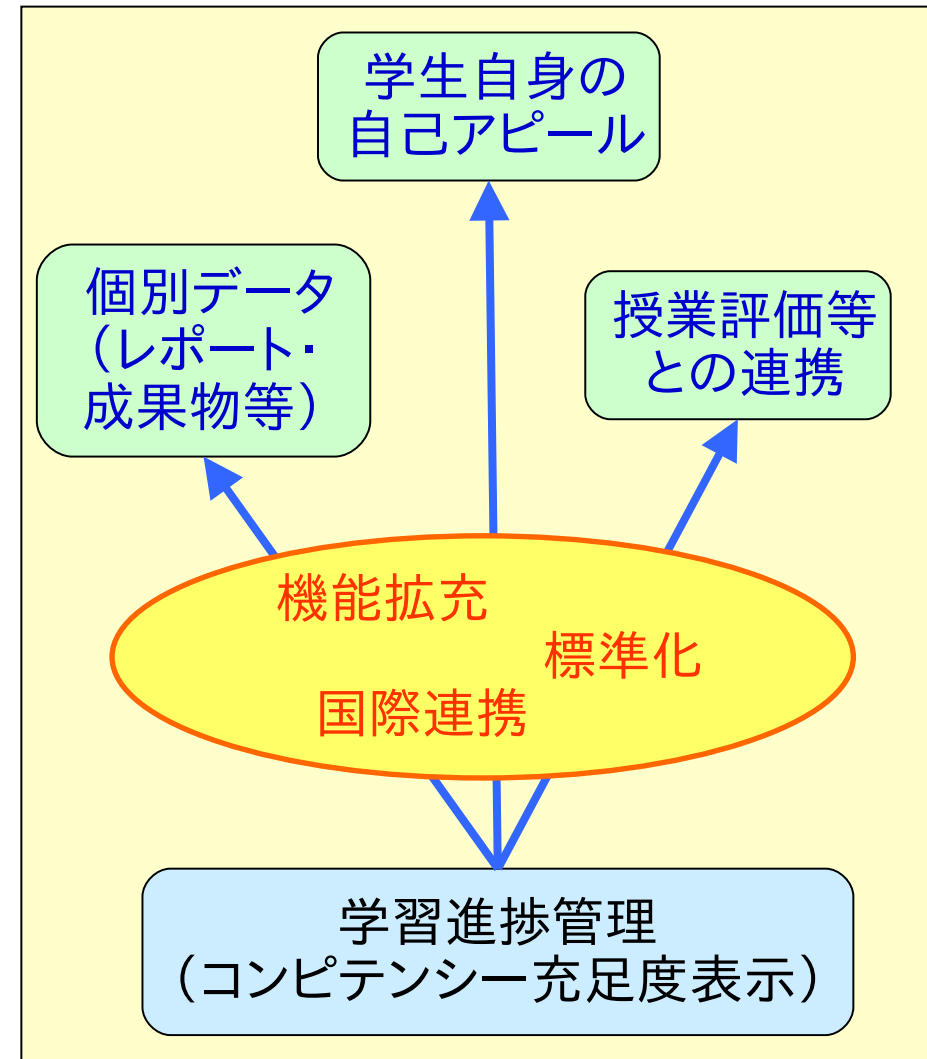 学生自身の
自己アピール
個別データ
（レポート・
成果物等）
授業評価等
との連携
機能拡充
標準化
国際連携
学習進捗管理
（コンピテンシー充足度表示）